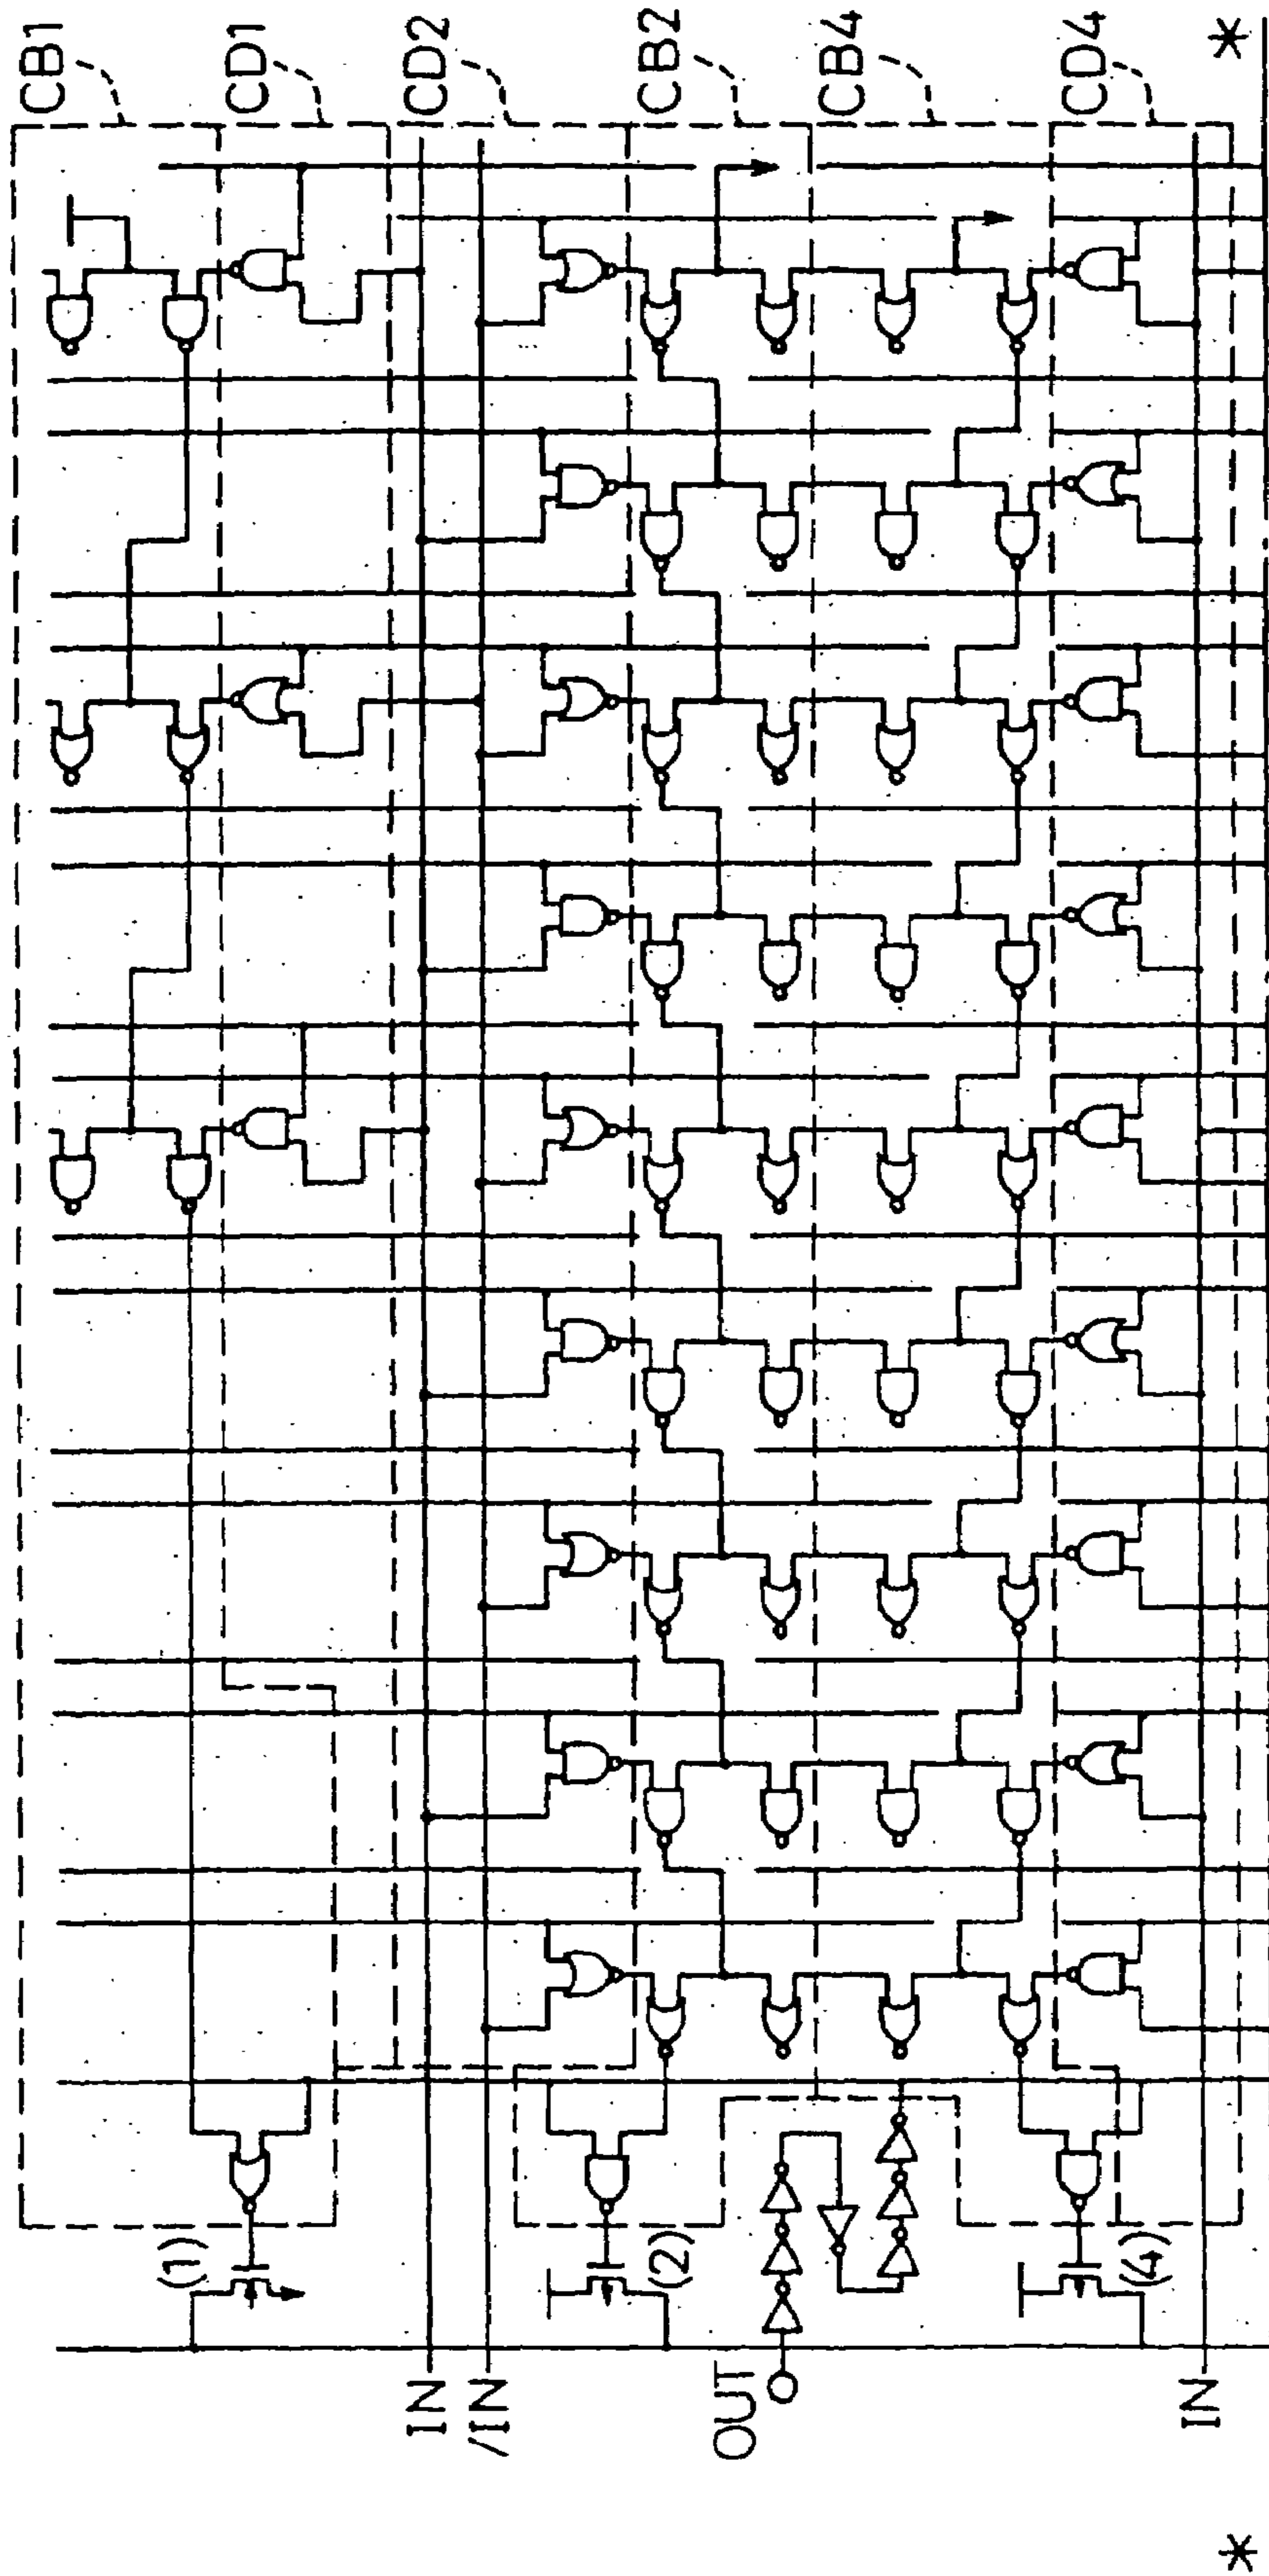 CB1
CD1
CD2
CB2
CB4
CD4
*
(1)
(2)
(4)
IN
/IN
OUT
IN
*